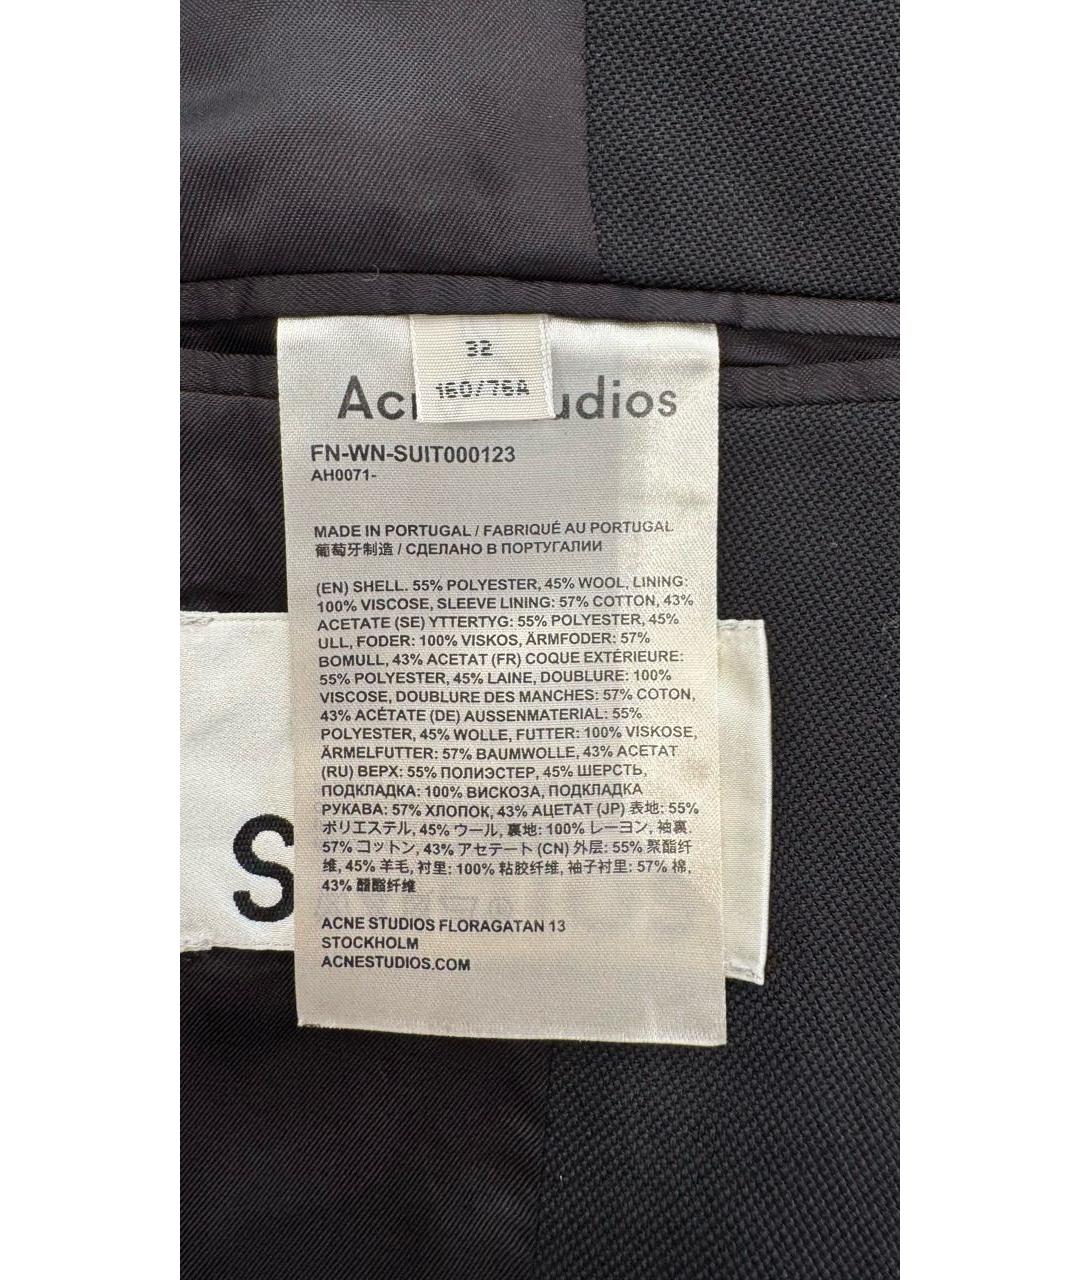 32
160/76A
Ac udios
FN-WN-SUIT000123
AH0071-
MADE IN PORTUGAL / FABRIQUÉ AU PORTUGAL
葡萄牙制造 / СДЕЛАНО В ПОРТУГАЛИИ
(EN) SHELL. 55% POLYESTER, 45% WOOL, LINING:
100% VISCOSE, SLEEVE LINING: 57% COTTON, 43%
ACETATE (SE) YTTERTYG: 55% POLYESTER, 45%
ULL, FODER: 100% VISKOS, ÄRMFODER: 57%
BOMULL, 43% ACETAT (FR) COQUE EXTÉRIEURE:
55% POLYESTER, 45% LAINE, DOUBLURE: 100%
VISCOSE, DOUBLURE DES MANCHES: 57% COTON,
43% ACÉTATE (DE) AUSSENMATERIAL: 55%
POLYESTER, 45% WOLLE, FUTTER: 100% VISKOSE,
ÄRMELFUTTER: 57% BAUMWOLLE, 43% ACETAT
(RU) ВЕРХ: 55% ПОЛИЭСТЕР, 45% ШЕРСТЬ,
ПОДКЛАДКА: 100% ВИСКОЗА, ПОДКЛАДКА
РУКАВА: 57% ХЛОПОК, 43% АЦЕТАТ (JP) 表地: 55%
ポリエステル, 45% ウール, 裏地: 100% レーヨン, 袖裏.
57% コットン, 43% アセテート (CN) 外层: 55% 聚酯纤
维, 45% 羊毛, 衬里: 100% 粘胶纤维, 袖子衬里: 57% 棉,
43% 醋酯纤维
S
ACNE STUDIOS FLORAGATAN 13
STOCKHOLM
ACNESTUDIOS.COM